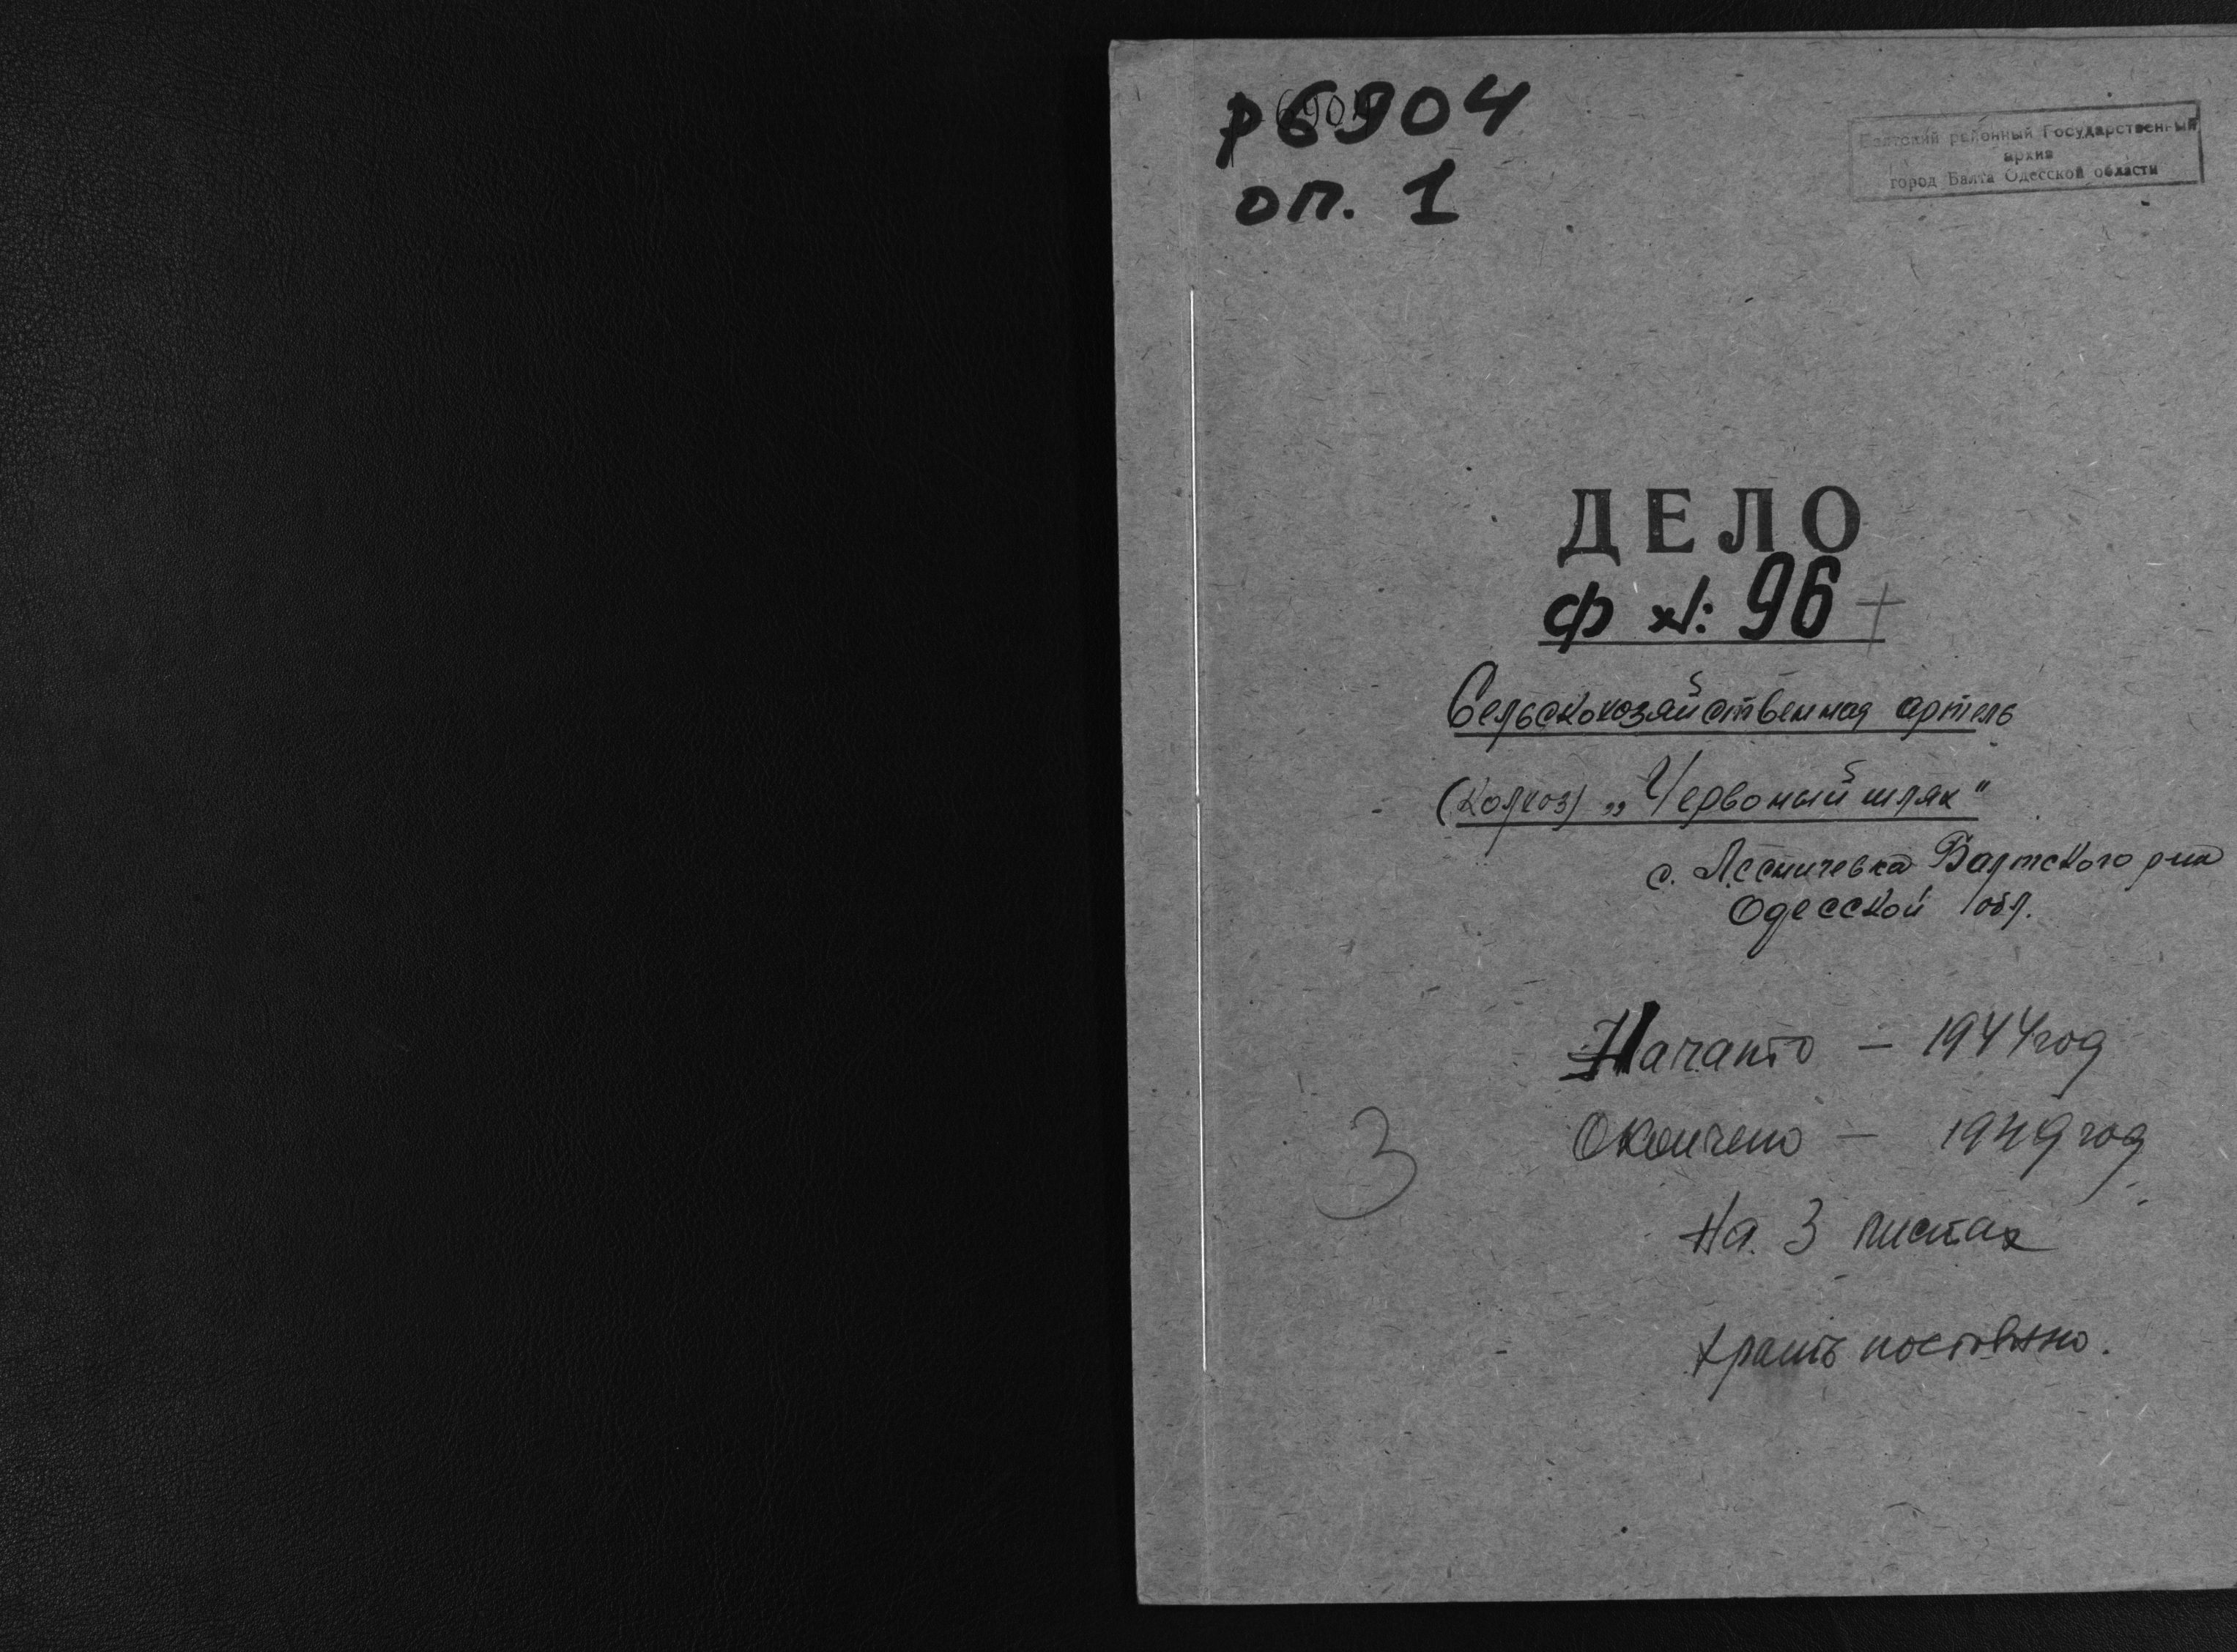 р6904
оп. 1
Балтский районный Государственный
архив
город Балта Одесской области
ДЕЛО
Ф №: 96
Сельскохозяйственная артель
(Колхоз) „Червоный шлях"
с. Лесничевка Балтского р-на
Одесской обл.
Начато - 1944 год
Окончено - 1949 год
3
На 3 листах
хранить постоянно.